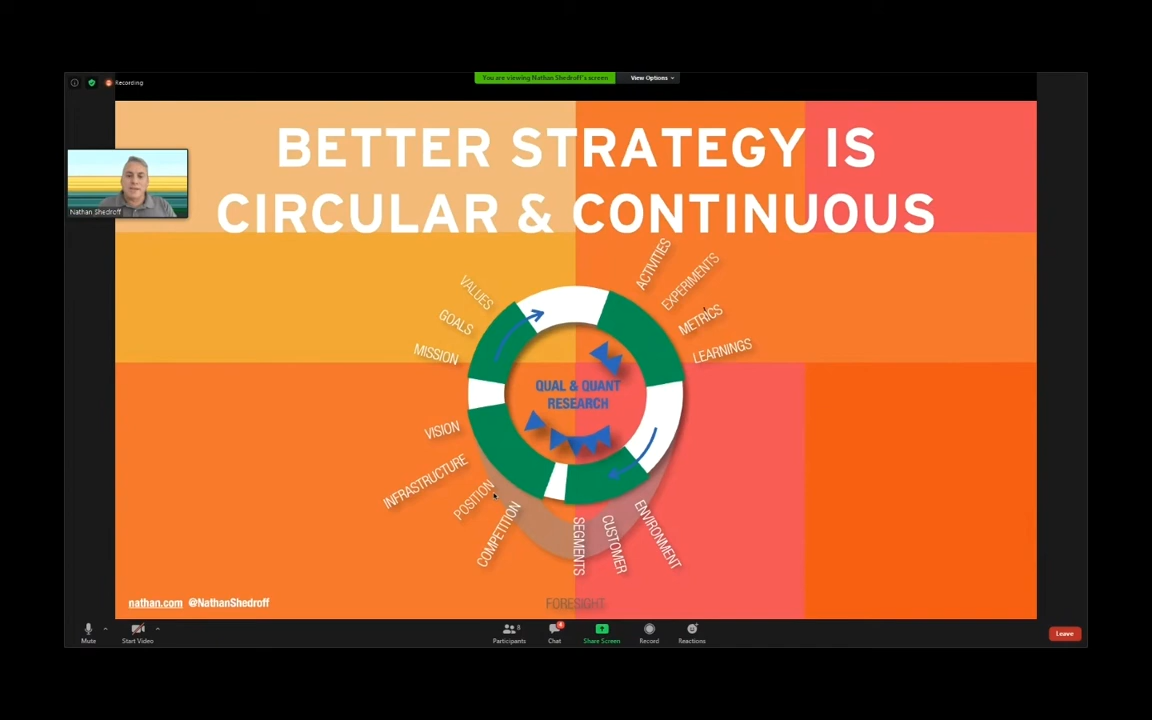 You are viewing Nathan Shedroff's screen
View Options
Recording
BETTER STRATEGY IS
CIRCULAR & CONTINUOUS
Nathan Shedroff
ACTIVITIES
EXPERIMENTS
METRICS
LEARNINGS
VALUES
GOALS
MISSION
QUAL & QUANT
RESEARCH
VISION
INFRASTRUCTURE
POSITION
COMPETITION
SEGMENTS
CUSTOMER
ENVIRONMENT
FORESIGHT
nathan.com @NathanShedroff
Mute
Start Video
Participants
8
Chat
4
Share Screen
Record
Reactions
Leave